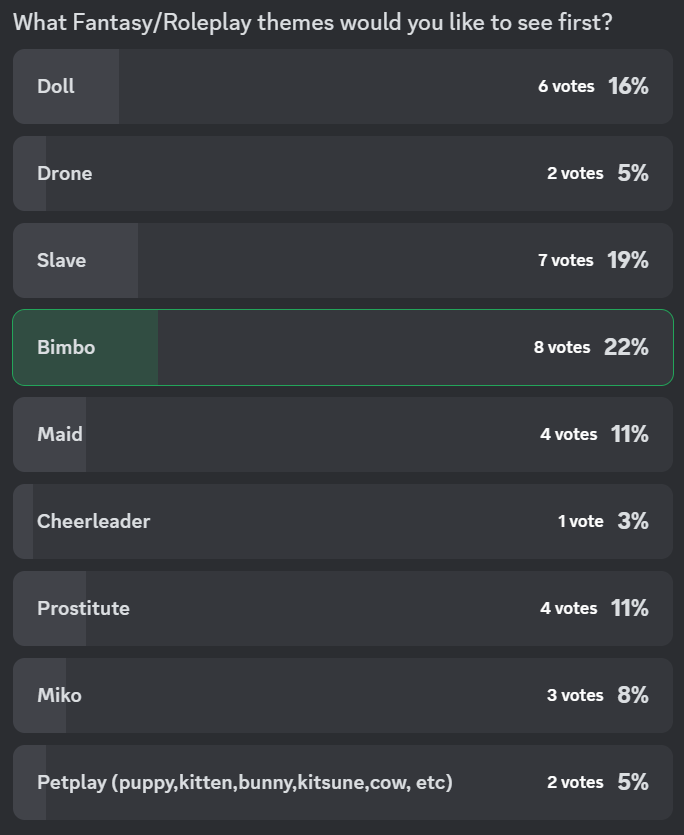 What Fantasy/Roleplay themes would you like to see first?
Doll 6 votes 16%
Drone 2 votes 5%
Slave 7 votes 19%
Bimbo 8 votes 22%
Maid 4 votes 11%
Cheerleader 1 vote 3%
Prostitute 4 votes 11%
Miko 3 votes 8%
Petplay (puppy,kitten,bunny,kitsune,cow, etc) 2 votes 5%